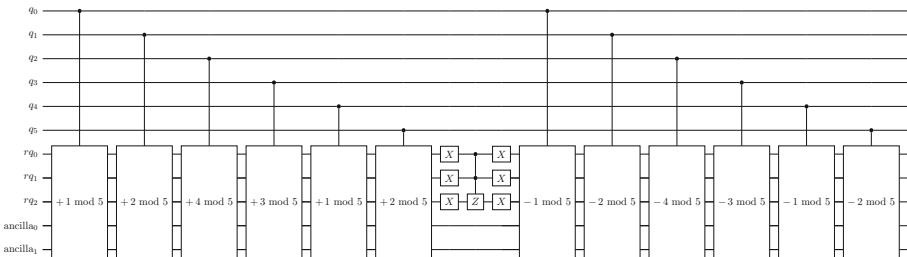 q₀
q₁
q₂
q₃
q₄
q₅
rq₀ X X
rq₁ X X
rq₂ + 1 mod 5 + 2 mod 5 + 4 mod 5 + 3 mod 5 + 1 mod 5 + 2 mod 5 X Z X − 1 mod 5 − 2 mod 5 − 4 mod 5 − 3 mod 5 − 1 mod 5 − 2 mod 5
ancilla₀
ancilla₁